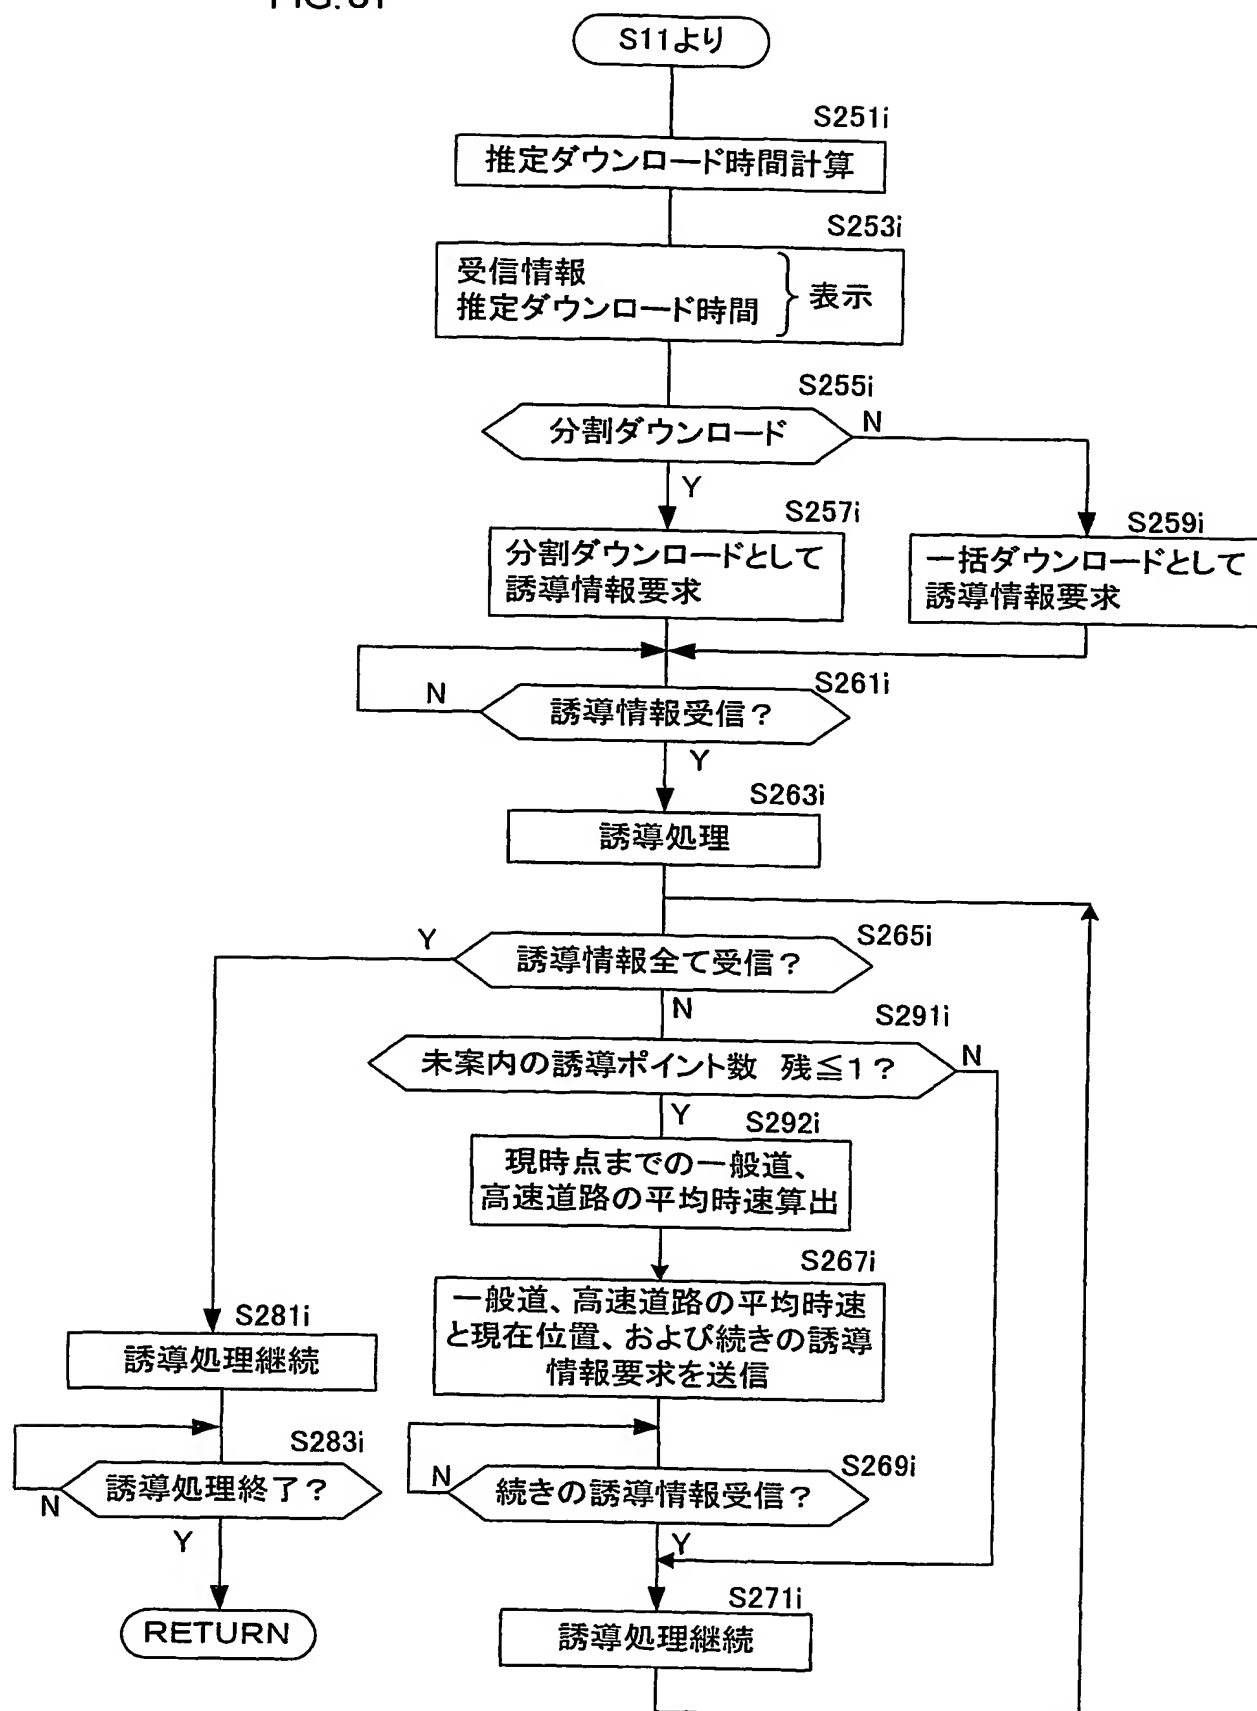 S11より
S251i
推定ダウンロード時間計算
S253i
受信情報
推定ダウンロード時間
表示
S255i
分割ダウンロード
N
Y
S257i
分割ダウンロードとして
誘導情報要求
S259i
一括ダウンロードとして
誘導情報要求
S261i
N
誘導情報受信?
Y
S263i
誘導処理
S265i
Y
誘導情報全て受信?
N
S291i
未案内の誘導ポイント数 残≦1?
N
Y
S292i
現時点までの一般道、
高速道路の平均時速算出
S267i
一般道、高速道路の平均時速
と現在位置、および続きの誘導
情報要求を送信
S281i
誘導処理継続
S283i
誘導処理終了?
N
Y
RETURN
S269i
N
続きの誘導情報受信?
Y
S271i
誘導処理継続